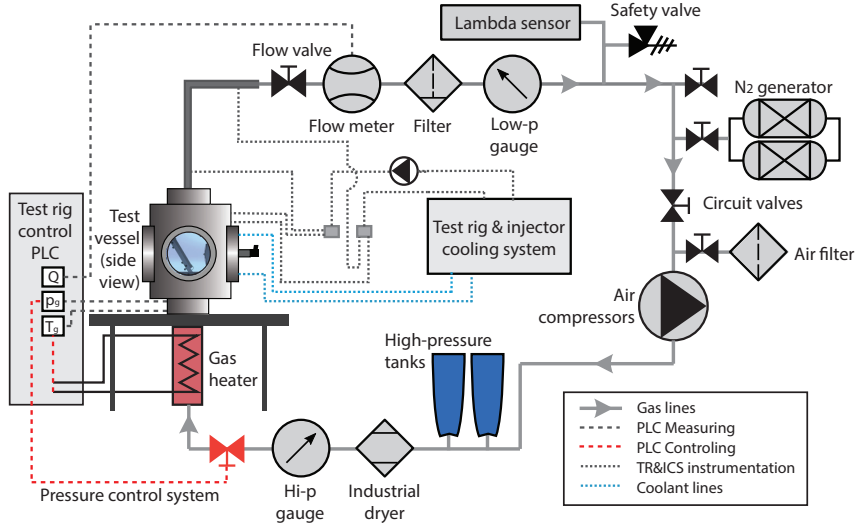 Lambda sensor
Safety valve
Flow valve
N2 generator
Flow meter
Filter
Low-p
gauge
Test rig
control
PLC
Q
pg
Tg
Test
vessel
(side
view)
Test rig & injector
cooling system
Circuit valves
Air filter
Air
compressors
Gas
heater
High-pressure
tanks
Pressure control system
Hi-p
gauge
Industrial
dryer
Gas lines
PLC Measuring
PLC Controling
TR&ICS instrumentation
Coolant lines